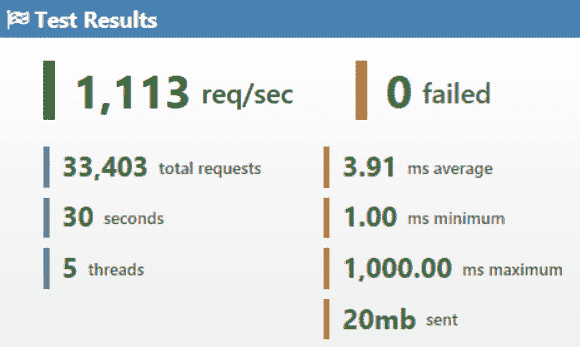 Test Results
1,113 req/sec
0 failed
33,403 total requests
3.91 ms average
30 seconds
1.00 ms minimum
5 threads
1,000.00 ms maximum
20mb sent